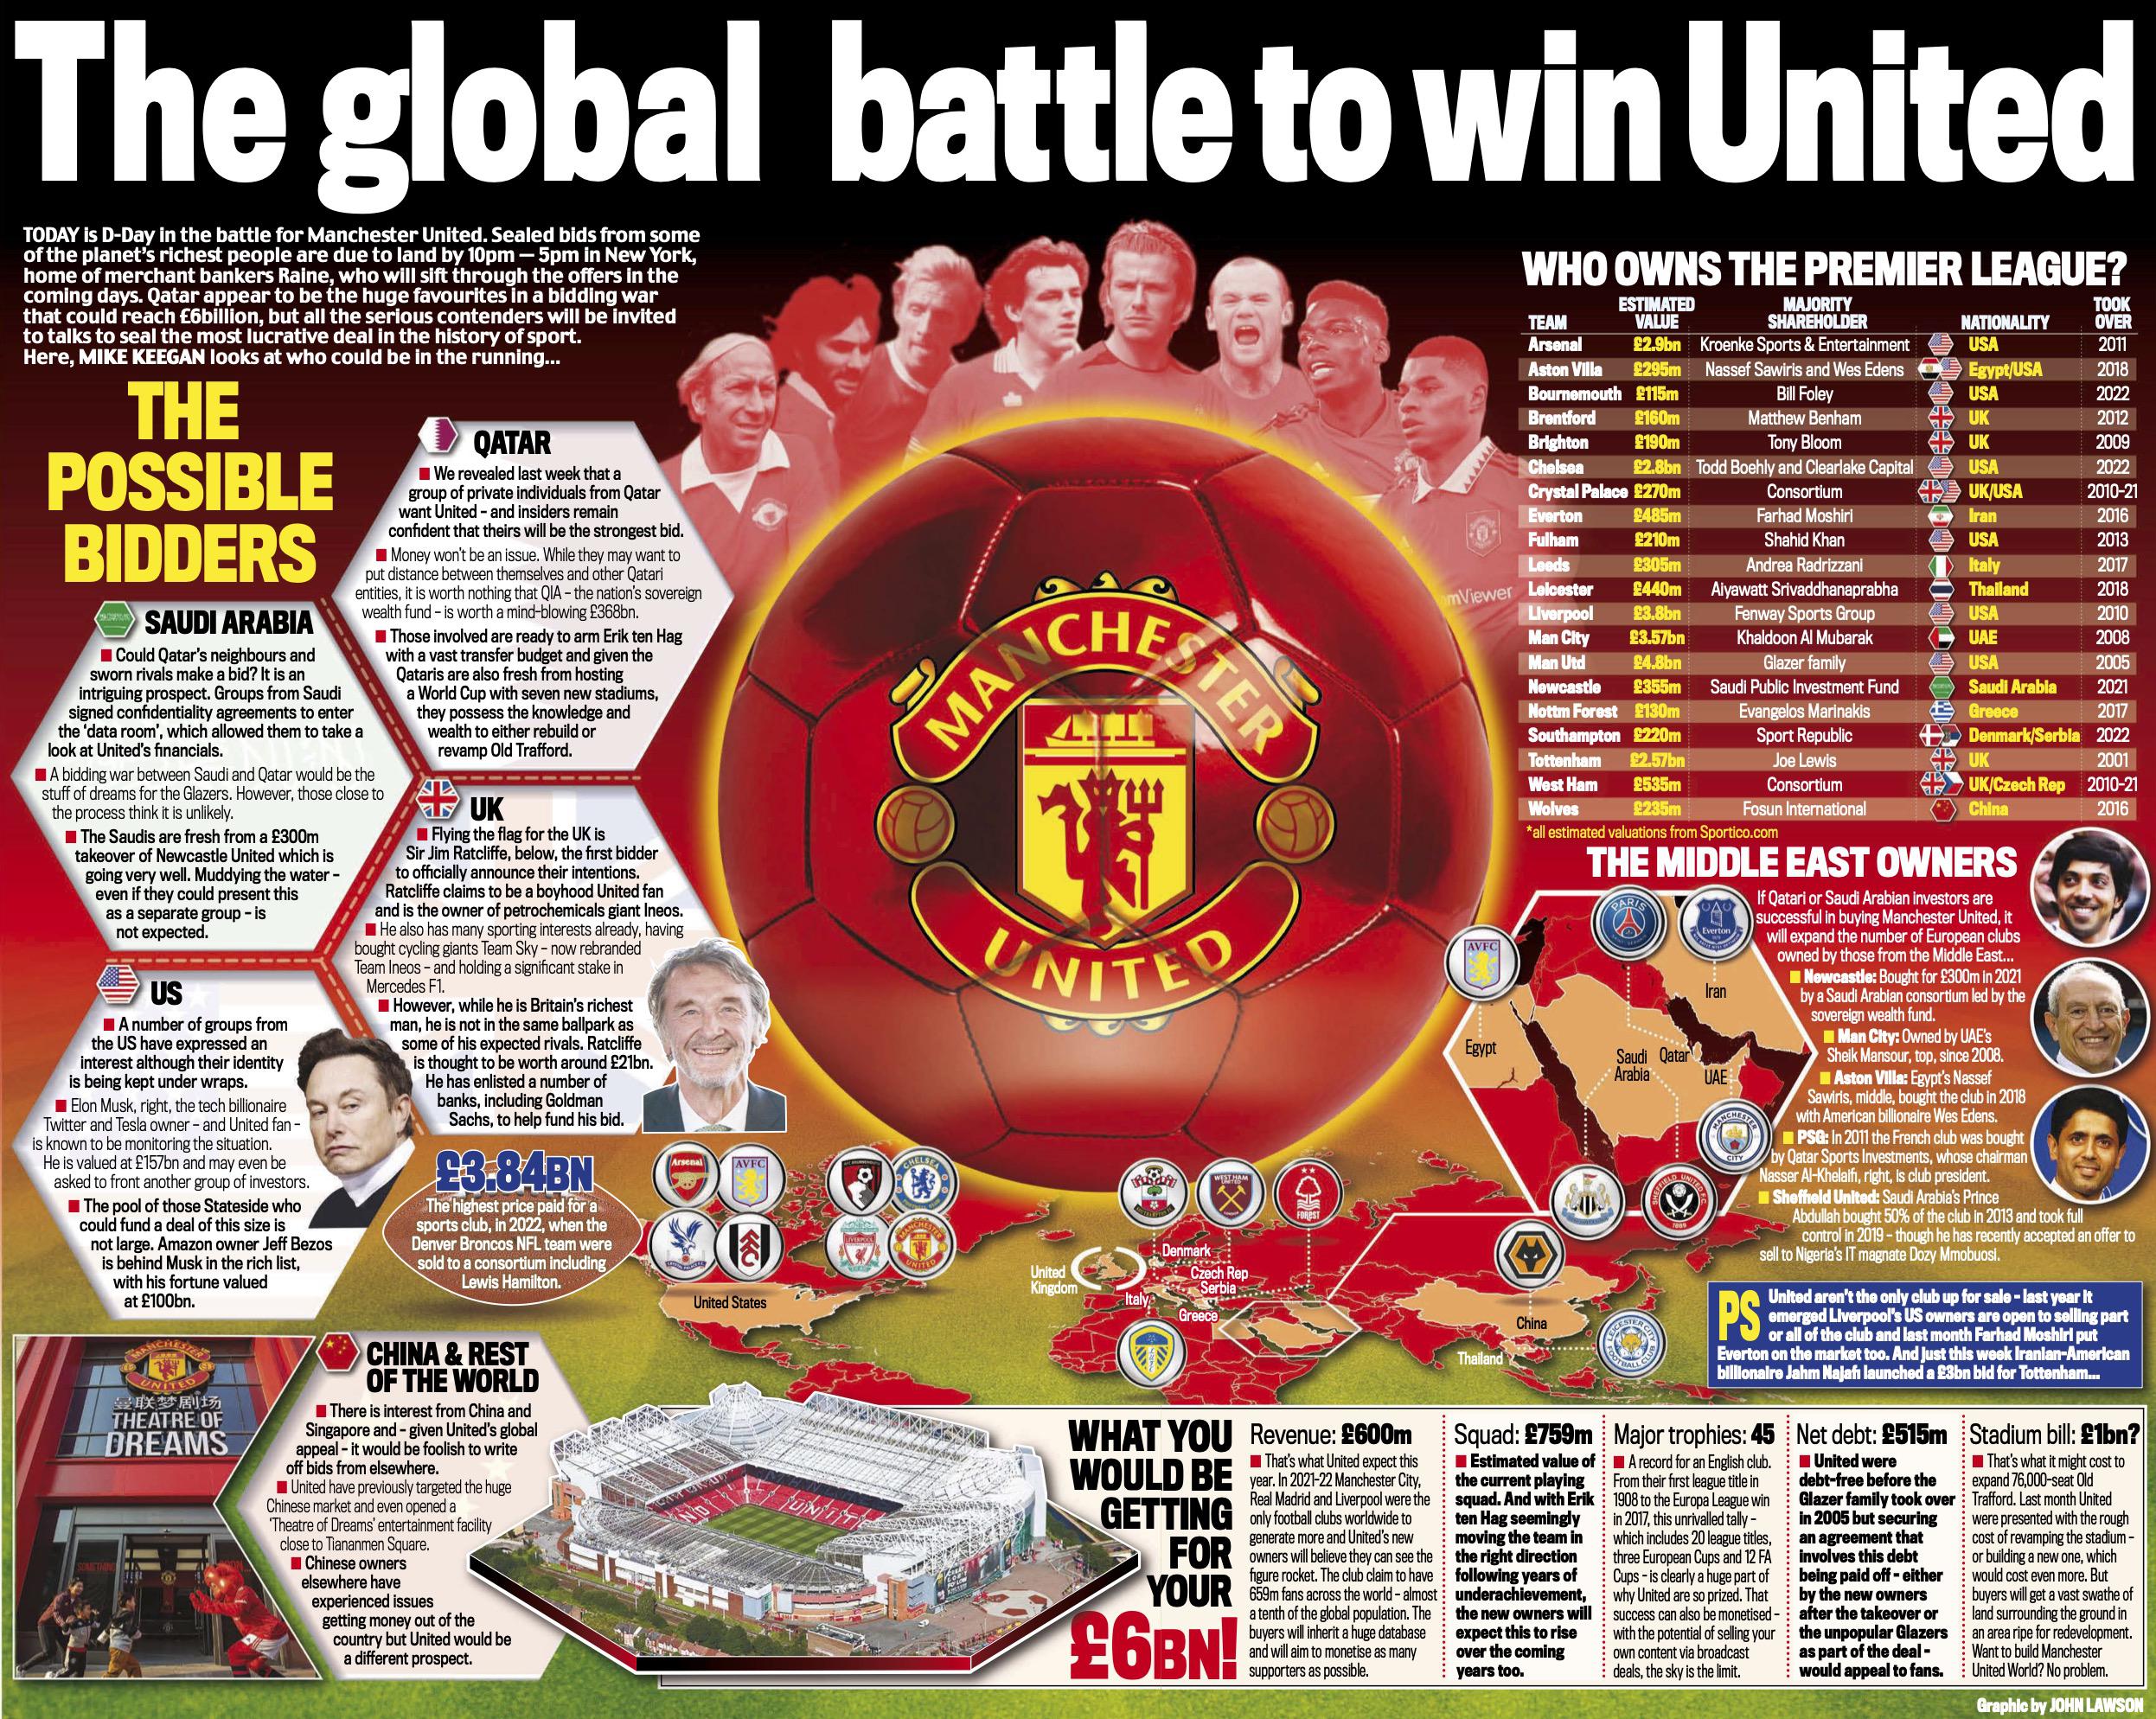 The global battle to win United
TODAY is D-Day in the battle for Manchester United. Sealed bids from some
of the planet's richest people are due to land by 10pm – 5pm in New York,
home of merchant bankers Raine, who will sift through the offers in the
coming days. Qatar appear to be the huge favourites in a bidding war
that could reach £6billion, but all the serious contenders will be invited
to talks to seal the most lucrative deal in the history of sport.
Here, MIKE KEEGAN looks at who could be in the running...
THE
POSSIBLE
BIDDERS
QATAR
We revealed last week that a
group of private individuals from Qatar
want United - and insiders remain
confident that theirs will be the strongest bid.
Money won't be an issue. While they may want to
put distance between themselves and other Qatari
entities, it is worth nothing that QIA – the nation's sovereign
wealth fund – is worth a mind-blowing £368bn.
Those involved are ready to arm Erik ten Hag
with a vast transfer budget and given the
Qataris are also fresh from hosting
a World Cup with seven new stadiums,
they possess the knowledge and
wealth to either rebuild or
revamp Old Trafford.
SAUDI ARABIA
Could Qatar's neighbours and
sworn rivals make a bid? It is an
intriguing prospect. Groups from Saudi
signed confidentiality agreements to enter
the 'data room', which allowed them to take a
look at United's financials.
A bidding war between Saudi and Qatar would be the
stuff of dreams for the Glazers. However, those close to
the process think it is unlikely.
The Saudis are fresh from a £300m
takeover of Newcastle United which is
going very well. Muddying the water –
even if they could present this
as a separate group – is
not expected.
UK
Flying the flag for the UK is
Sir Jim Ratcliffe, below, the first bidder
to officially announce their intentions.
Ratcliffe claims to be a boyhood United fan
and is the owner of petrochemicals giant Ineos.
He also has many sporting interests already, having
bought cycling giants Team Sky – now rebranded
Team Ineos – and holding a significant stake in
Mercedes F1.
However, while he is Britain's richest
man, he is not in the same ballpark as
some of his expected rivals. Ratcliffe
is thought to be worth around £21bn.
He has enlisted a number of
banks, including Goldman
Sachs, to help fund his bid.
US
A number of groups from
the US have expressed an
interest although their identity
is being kept under wraps.
Elon Musk, right, the tech billionaire
Twitter and Tesla owner – and United fan –
is known to be monitoring the situation.
He is valued at £157bn and may even be
asked to front another group of investors.
The pool of those Stateside who
could fund a deal of this size is
not large. Amazon owner Jeff Bezos
is behind Musk in the rich list,
with his fortune valued
at £100bn.
£3.84BN
The highest price paid for a
sports club, in 2022, when the
Denver Broncos NFL team were
sold to a consortium including
Lewis Hamilton.
CHINA & REST
OF THE WORLD
There is interest from China and
Singapore and – given United's global
appeal – it would be foolish to write
off bids from elsewhere.
United have previously targeted the huge
Chinese market and even opened a
'Theatre of Dreams' entertainment facility
close to Tiananmen Square.
Chinese owners
elsewhere have
experienced issues
getting money out of the
country but United would be
a different prospect.
MANCHESTER
UNITED
曼联梦剧场
THEATRE OF
DREAMS
MANCHESTER
UNITED
mViewer
WHO OWNS THE PREMIER LEAGUE?
TEAM ESTIMATED VALUE MAJORITY SHAREHOLDER NATIONALITY TOOK OVER
Arsenal £2.9bn Kroenke Sports & Entertainment USA 2011
Aston Villa £295m Nassef Sawiris and Wes Edens Egypt/USA 2018
Bournemouth £115m Bill Foley USA 2022
Brentford £160m Matthew Benham UK 2012
Brighton £190m Tony Bloom UK 2009
Chelsea £2.8bn Todd Boehly and Clearlake Capital USA 2022
Crystal Palace £270m Consortium UK/USA 2010-21
Everton £485m Farhad Moshiri Iran 2016
Fulham £210m Shahid Khan USA 2013
Leeds £305m Andrea Radrizzani Italy 2017
Leicester £440m Aiyawatt Srivaddhanaprabha Thailand 2018
Liverpool £3.8bn Fenway Sports Group USA 2010
Man City £3.57bn Khaldoon Al Mubarak UAE 2008
Man Utd £4.8bn Glazer family USA 2005
Newcastle £355m Saudi Public Investment Fund Saudi Arabia 2021
Nottm Forest £130m Evangelos Marinakis Greece 2017
Southampton £220m Sport Republic Denmark/Serbia 2022
Tottenham £2.57bn Joe Lewis UK 2001
West Ham £535m Consortium UK/Czech Rep 2010-21
Wolves £235m Fosun International China 2016
*all estimated valuations from Sportico.com
THE MIDDLE EAST OWNERS
If Qatari or Saudi Arabian investors are
successful in buying Manchester United, it
will expand the number of European clubs
owned by those from the Middle East...
Newcastle: Bought for £300m in 2021
by a Saudi Arabian consortium led by the
sovereign wealth fund.
Man City: Owned by UAE's
Sheik Mansour, top, since 2008.
Aston Villa: Egypt's Nassef
Sawiris, middle, bought the club in 2018
with American billionaire Wes Edens.
PSG: In 2011 the French club was bought
by Qatar Sports Investments, whose chairman
Nasser Al-Khelaifi, right, is club president.
Sheffield United: Saudi Arabia's Prince
Abdullah bought 50% of the club in 2013 and took full
control in 2019 – though he has recently accepted an offer to
sell to Nigeria's IT magnate Dozy Mmobuosi.
AVFC
PARIS
Everton
Iran
Egypt
Saudi
Arabia
Qatar
UAE
MANCHESTER
CITY
SHEFFIELD UNITED F.C.
1889
Arsenal
AVFC
CHELSEA
LIVERPOOL
MANCHESTER
UNITED
United States
WEST HAM
UNITED
FOREST
United
Kingdom
Denmark
Czech Rep
Serbia
Italy
Greece
China
Thailand
LEICESTER CITY
FOOTBALL CLUB
PS
United aren't the only club up for sale – last year it
emerged Liverpool's US owners are open to selling part
or all of the club and last month Farhad Moshiri put
Everton on the market too. And just this week Iranian-American
billionaire Jahm Najafi launched a £3bn bid for Tottenham...
WHAT YOU
WOULD BE
GETTING
FOR
YOUR
£6BN!
Revenue: £600m
That's what United expect this
year. In 2021-22 Manchester City,
Real Madrid and Liverpool were the
only football clubs worldwide to
generate more and United's new
owners will believe they can see the
figure rocket. The club claim to have
659m fans across the world – almost
a tenth of the global population. The
buyers will inherit a huge database
and will aim to monetise as many
supporters as possible.
Squad: £759m
Estimated value of
the current playing
squad. And with Erik
ten Hag seemingly
moving the team in
the right direction
following years of
underachievement,
the new owners will
expect this to rise
over the coming
years too.
Major trophies: 45
A record for an English club.
From their first league title in
1908 to the Europa League win
in 2017, this unrivalled tally –
which includes 20 league titles,
three European Cups and 12 FA
Cups – is clearly a huge part of
why United are so prized. That
success can also be monetised –
with the potential of selling your
own content via broadcast
deals, the sky is the limit.
Net debt: £515m
United were
debt-free before the
Glazer family took over
in 2005 but securing
an agreement that
involves this debt
being paid off – either
by the new owners
after the takeover or
the unpopular Glazers
as part of the deal –
would appeal to fans.
Stadium bill: £1bn?
That's what it might cost to
expand 76,000-seat Old
Trafford. Last month United
were presented with the rough
cost of revamping the stadium –
or building a new one, which
would cost even more. But
buyers will get a vast swathe of
land surrounding the ground in
an area ripe for redevelopment.
Want to build Manchester
United World? No problem.
Graphic by JOHN LAWSON